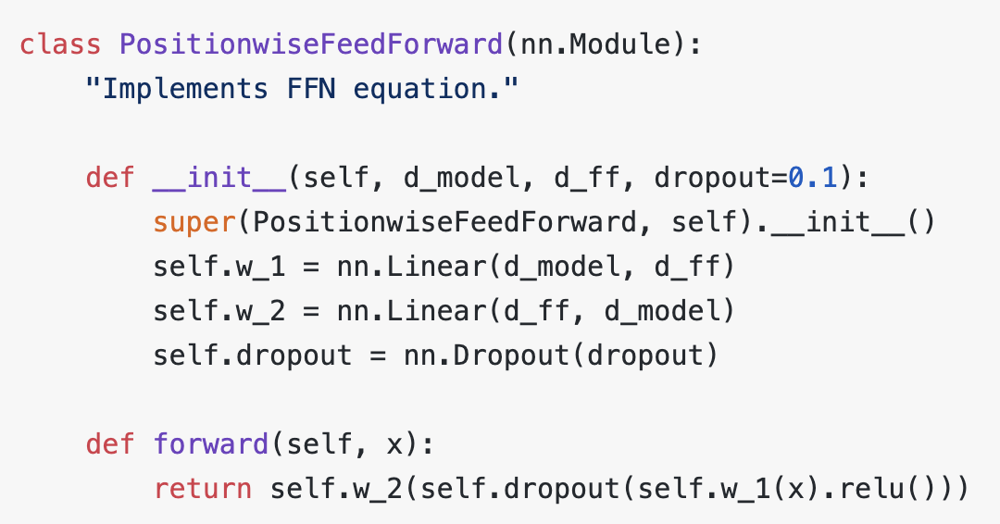 class PositionwiseFeedForward(nn.Module):
    "Implements FFN equation."

    def __init__(self, d_model, d_ff, dropout=0.1):
        super(PositionwiseFeedForward, self).__init__()
        self.w_1 = nn.Linear(d_model, d_ff)
        self.w_2 = nn.Linear(d_ff, d_model)
        self.dropout = nn.Dropout(dropout)

    def forward(self, x):
        return self.w_2(self.dropout(self.w_1(x).relu()))